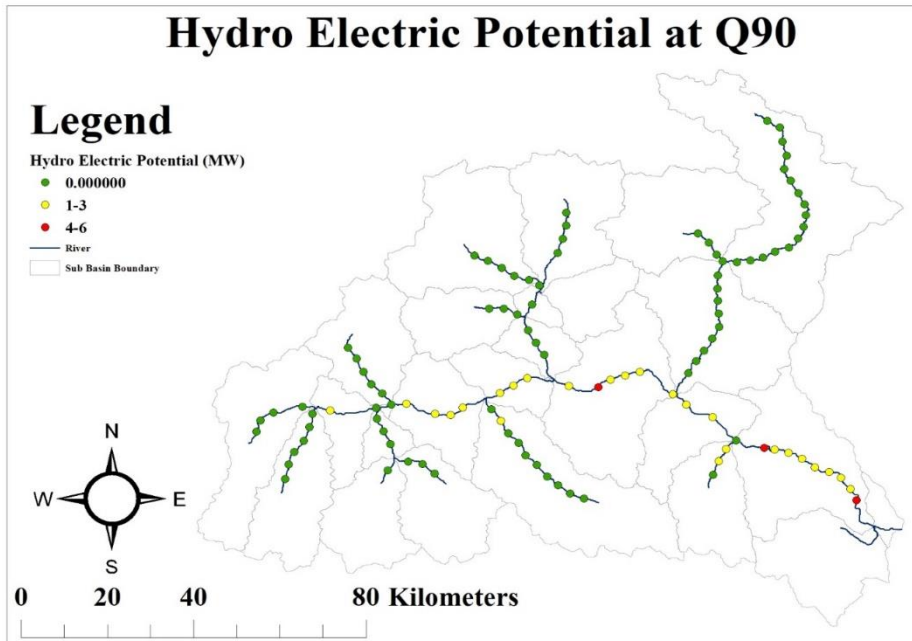 Hydro Electric Potential at Q90
Legend
Hydro Electric Potential (MW)
0.000000
1-3
4-6
River
Sub Basin Boundary
N
W E
S
0 20 40 80 Kilometers